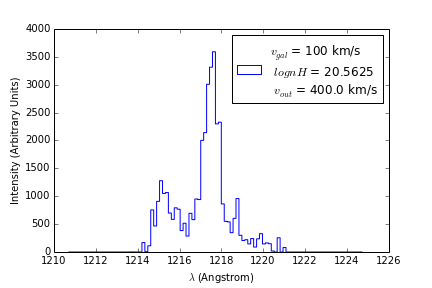 4000
3500
3000
2500
2000
1500
1000
500
0
Intensity (Arbitrary Units)
v_gal = 100 km/s
lognH = 20.5625
v_out = 400.0 km/s
1210 1212 1214 1216 1218 1220 1222 1224 1226
λ (Angstrom)